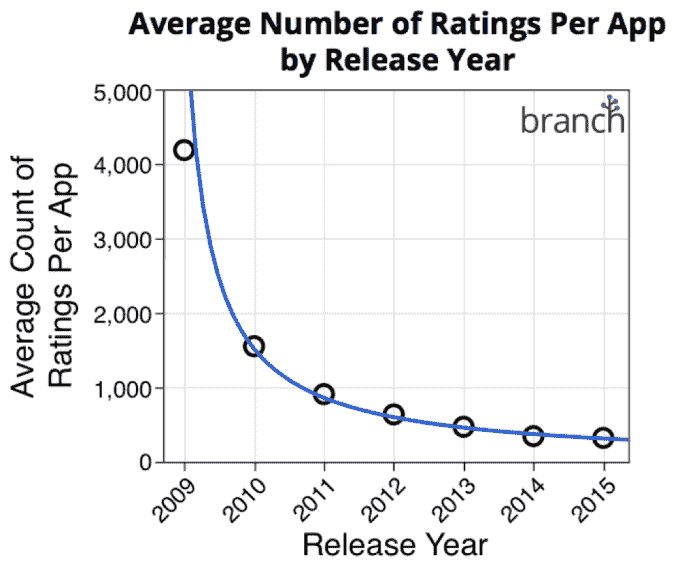 Average Number of Ratings Per App
by Release Year
branch
5,000
4,000
3,000
2,000
1,000
0
Average Count of
Ratings Per App
2009
2010
2011
2012
2013
2014
2015
Release Year